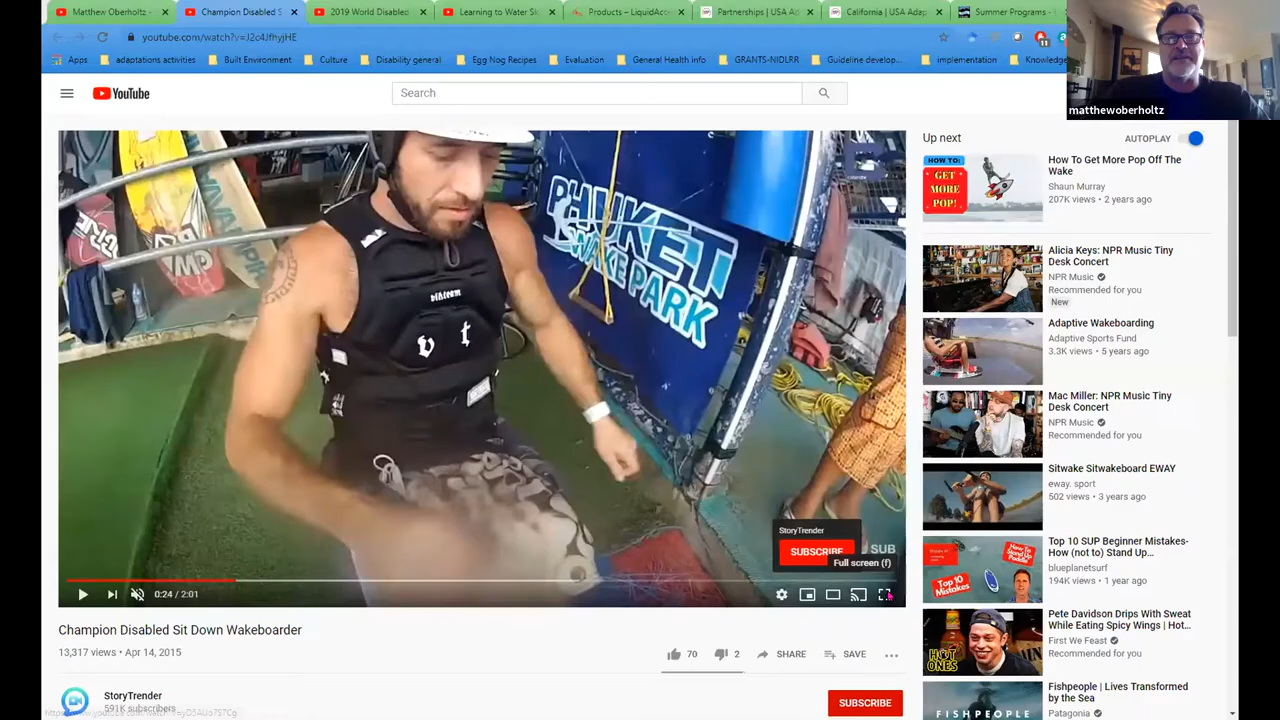 Matthew Oberholtz -
Champion Disabled S
2019 World Disabled
Learning to Water Sk
Products – LiquidAcce
Partnerships | USA Ad
California | USA Adap
Summer Programs -
youtube.com/watch?v=J2c4JfhyjHE
11
Apps
adaptations activities
Built Environment
Culture
Disability general
Egg Nog Recipes
Evaluation
General Health info
GRANTS-NIDLRR
Guideline develop...
implementation
Knowledge
matthewoberholtz
YouTube
Search
PHUKET
WAKE PARK
StoryTrender
SUBSCRIBE
SUB
Full screen (f)
0:24 / 2:01
Champion Disabled Sit Down Wakeboarder
13,317 views • Apr 14, 2015
70
2
SHARE
SAVE
StoryTrender
591K subscribers
SUBSCRIBE
Up next
AUTOPLAY
HOW TO:
GET
MORE
POP!
How To Get More Pop Off The
Wake
Shaun Murray
207K views • 2 years ago
Alicia Keys: NPR Music Tiny
Desk Concert
NPR Music
Recommended for you
New
Adaptive Wakeboarding
Adaptive Sports Fund
3.3K views • 5 years ago
Mac Miller: NPR Music Tiny
Desk Concert
NPR Music
Recommended for you
Sitwake Sitwakeboard EWAY
eway. sport
502 views • 3 years ago
Top 10
Mistakes
Top 10 SUP Beginner Mistakes-
How (not to) Stand Up...
blueplanetsurf
194K views • 1 year ago
HOT
ONES
Pete Davidson Drips With Sweat
While Eating Spicy Wings | Hot...
First We Feast
Recommended for you
FISHPEOPLE
Fishpeople | Lives Transformed
by the Sea
Patagonia